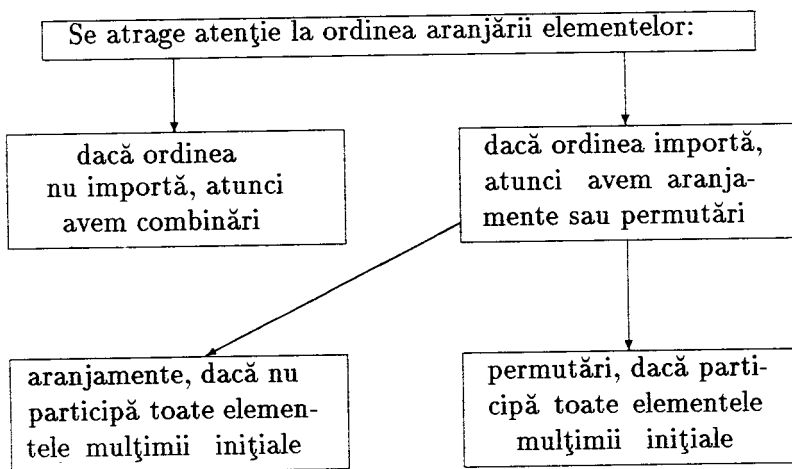 Se atrage atenţie la ordinea aranjării elementelor:
dacă ordinea
nu importă, atunci
avem combinări
dacă ordinea importă,
atunci avem aranja-
mente sau permutări
aranjamente, dacă nu
participă toate elemen-
tele mulţimii iniţiale
permutări, dacă parti-
cipă toate elementele
mulţimii iniţiale